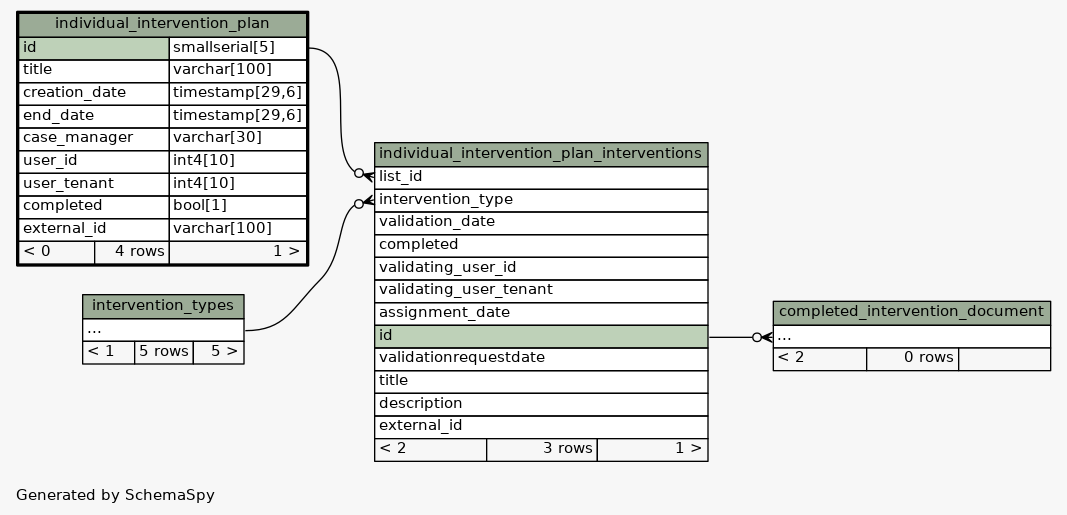 individual_intervention_plan
id smallserial[5]
title varchar[100]
creation_date timestamp[29,6]
end_date timestamp[29,6]
case_manager varchar[30]
user_id int4[10]
user_tenant int4[10]
completed bool[1]
external_id varchar[100]
< 0 4 rows 1 >
intervention_types
...
< 1 5 rows 5 >
individual_intervention_plan_interventions
list_id
intervention_type
validation_date
completed
validating_user_id
validating_user_tenant
assignment_date
id
validationrequestdate
title
description
external_id
< 2 3 rows 1 >
completed_intervention_document
...
< 2 0 rows
Generated by SchemaSpy